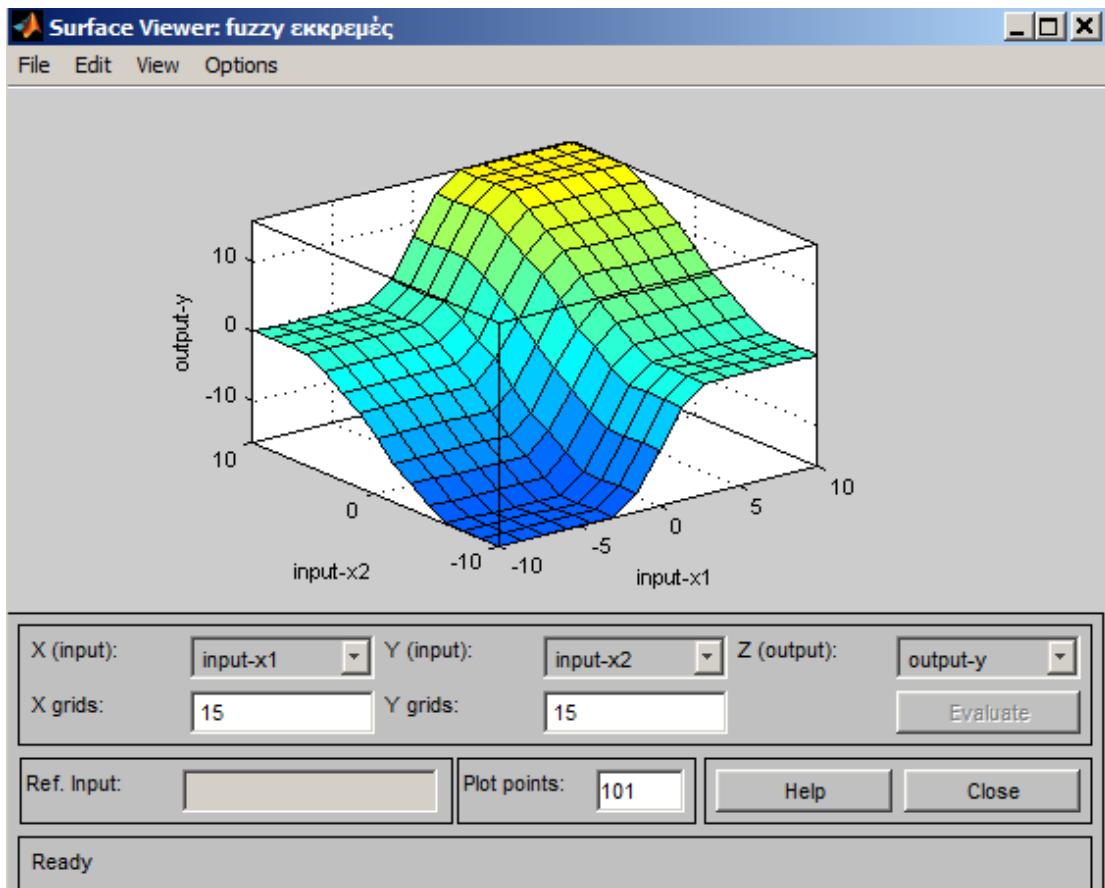 Surface Viewer: fuzzy εκκρεμές
File Edit View Options
output-y
10
0
-10
10
0
-10
input-x2
-10
-5
0
5
10
input-x1
X (input):
input-x1
Y (input):
input-x2
Z (output):
output-y
X grids:
15
Y grids:
15
Evaluate
Ref. Input:
Plot points:
101
Help
Close
Ready